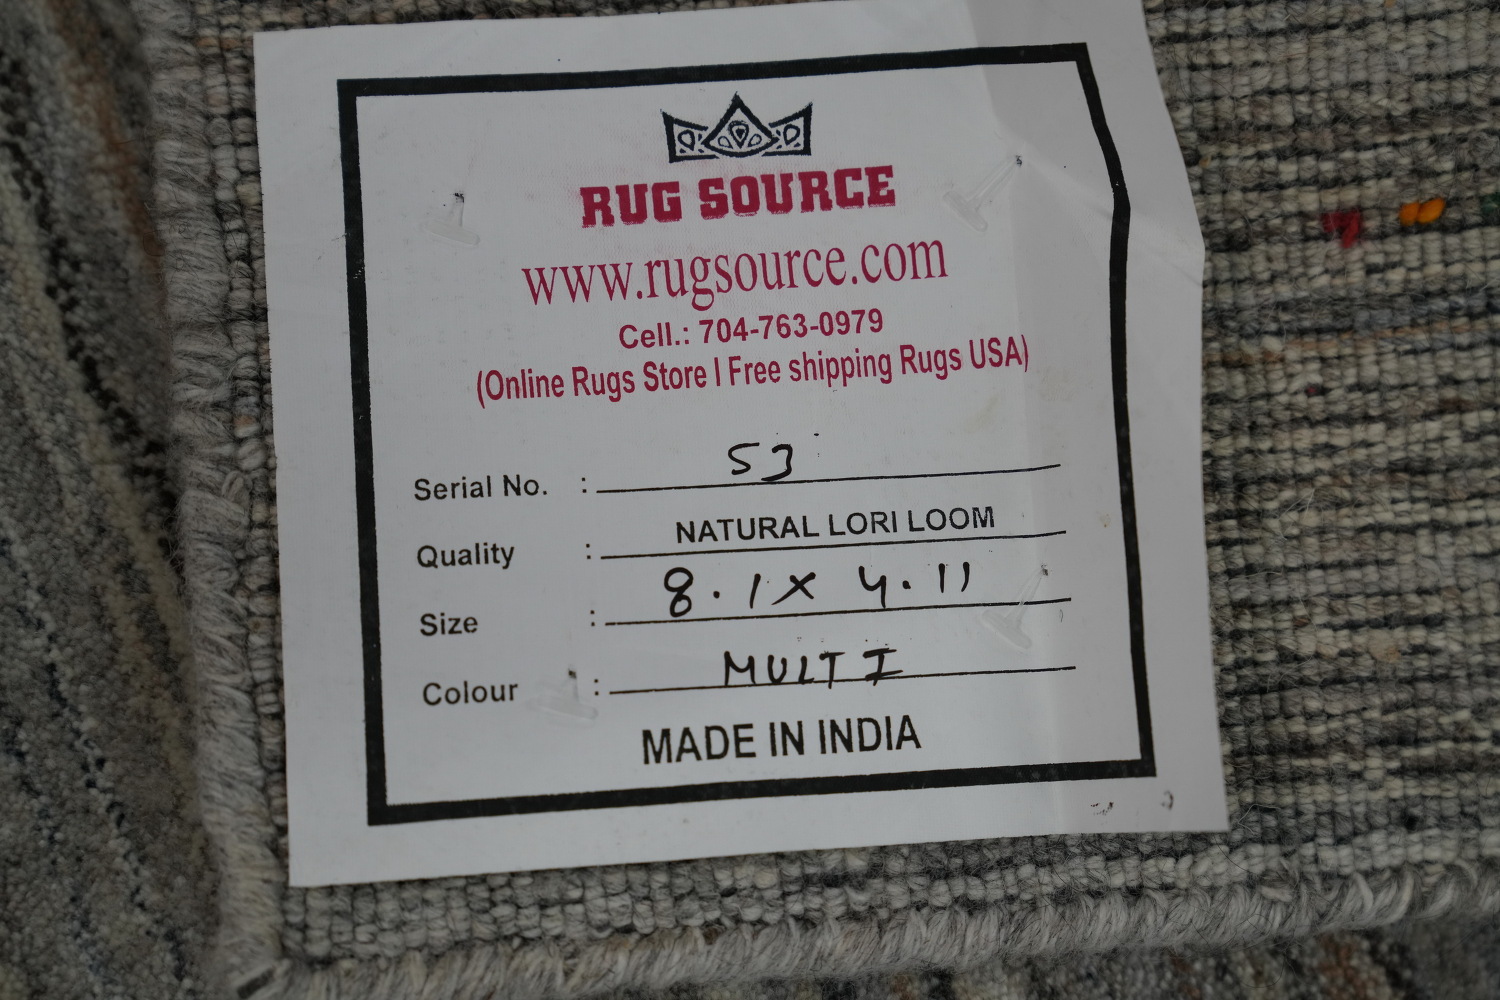 RUG SOURCE
www.rugsource.com
Cell.: 704-763-0979
(Online Rugs Store I Free shipping Rugs USA)
Serial No. : 53
Quality : NATURAL LORI LOOM
Size : 8.1 X 4.11
Colour : MULTI
MADE IN INDIA